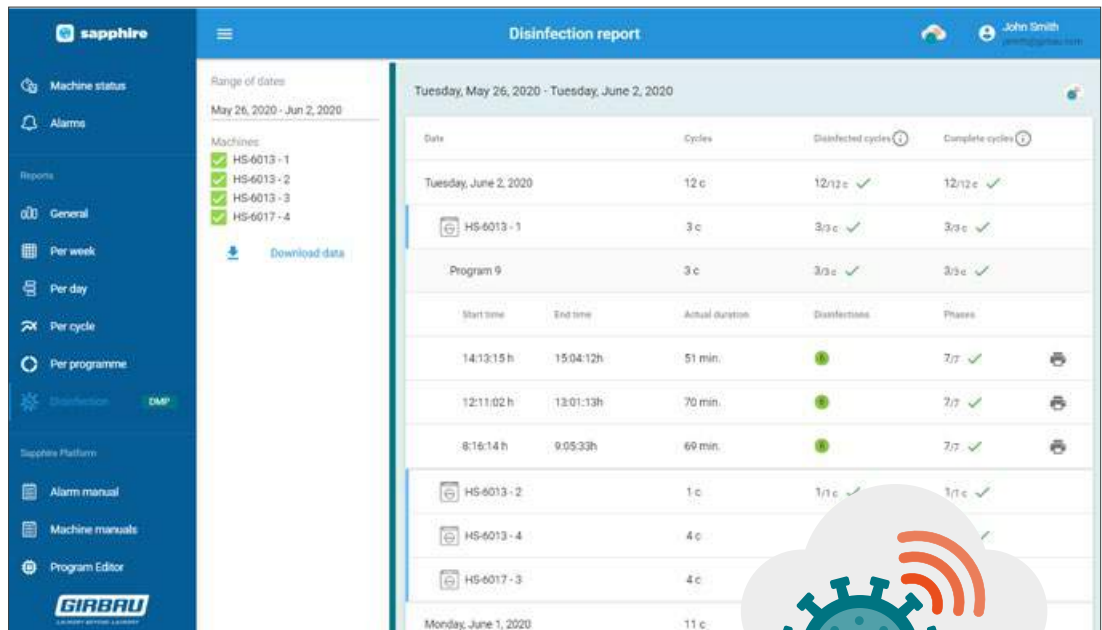 sapphire
Disinfection report
John Smith
Machine status
Alarms
Reports
General
Per week
Per day
Per cycle
Per programme
Disinfection DMP
Sapphire Platform
Alarm manual
Machine manuals
Program Editor
GIRBAU
LAUNDRY BEYOND LAUNDRY
Range of dates
May 26, 2020 - Jun 2, 2020
Machines
HS-6013 - 1
HS-6013 - 2
HS-6013 - 3
HS-6017 - 4
Download data
Tuesday, May 26, 2020 - Tuesday, June 2, 2020
Date Cycles Disinfected cycles Complete cycles
Tuesday, June 2, 2020 12 c 12/12 c 12/12 c
HS-6013 - 1 3 c 3/3 c 3/3 c
Program 9 3 c 3/3 c 3/3 c
Start time End time Actual duration Disinfections Phases
14:13:15 h 15:04:12h 51 min. 7/7
12:11:02 h 13:01:13h 70 min. 7/7
8:16:14 h 9:05:33h 69 min. 7/7
HS-6013 - 2 1 c 1/1 c 1/1 c
HS-6013 - 4 4 c
HS-6017 - 3 4 c
Monday, June 1, 2020 11 c